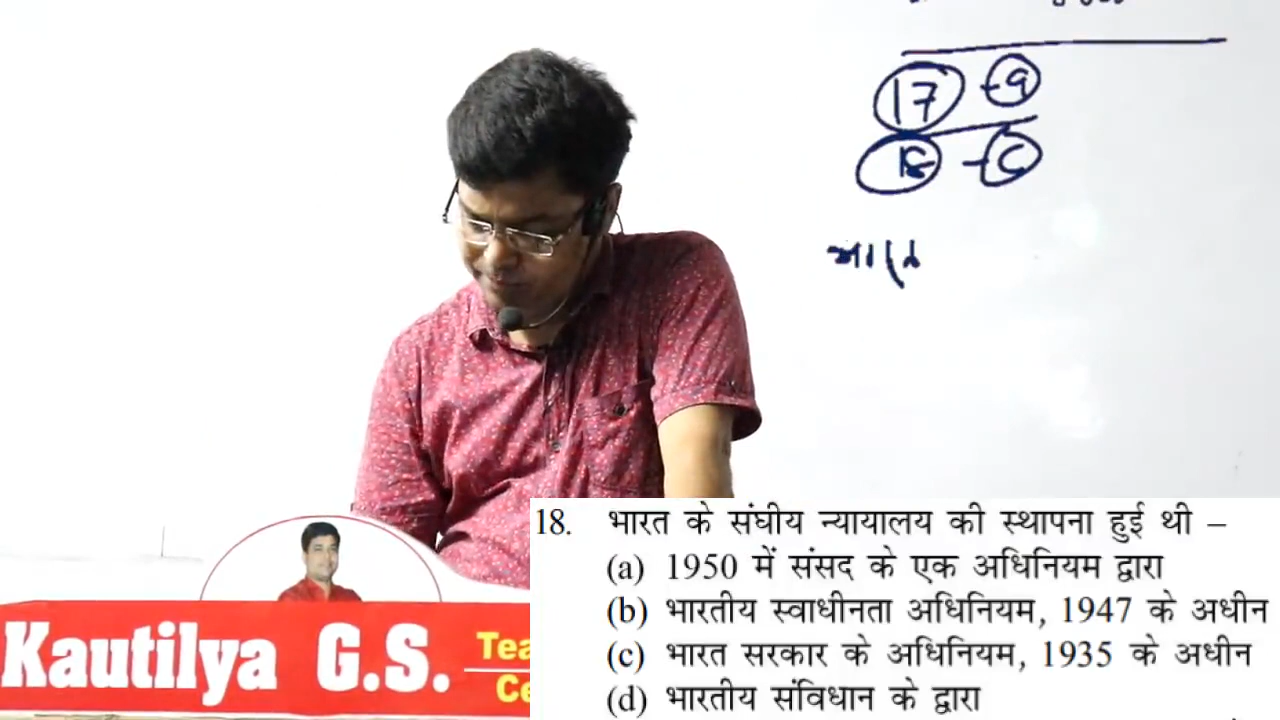 17 - a
18 - c
भारत
18. भारत के संघीय न्यायालय की स्थापना हुई थी –
(a) 1950 में संसद के एक अधिनियम द्वारा
(b) भारतीय स्वाधीनता अधिनियम, 1947 के अधीन
(c) भारत सरकार के अधिनियम, 1935 के अधीन
(d) भारतीय संविधान के द्वारा
Kautilya G.S.
Tea
Ce